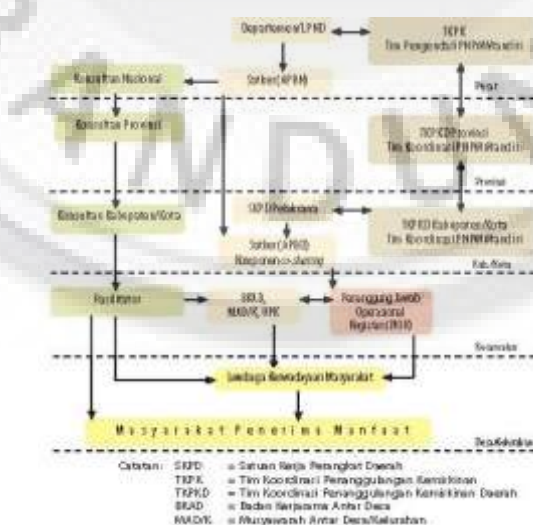 Departemen/LPND
TKPK
Tim Pengendali PNPM Mandiri
Konsultan Nasional
Satker (APBN)
Pusat
Konsultan Provinsi
TKPKD Provinsi
Tim Koordinasi PNPM Mandiri
Provinsi
Konsultan Kabupaten/Kota
SKPD Pelaksana
TKPKD Kabupaten/Kota
Tim Koordinasi PNPM Mandiri
Satker (APBD)
Komponen sharing
Kab./Kota
Fasilitator
BKAD,
MAD/K,
Penanggung Jawab
Operasional
Kegiatan (PJOK)
Kecamatan
Lembaga Keswadayaan Masyarakat
Masyarakat Penerima Manfaat
Desa/Kelurahan
Catatan: SKPD = Satuan Kerja Perangkat Daerah
TKPK = Tim Koordinasi Penanggulangan Kemiskinan
TKPKD = Tim Koordinasi Penanggulangan Kemiskinan Daerah
BKAD = Badan Kerjasama Antar Desa
MAD/K = Musyawarah Antar Desa/Kelurahan